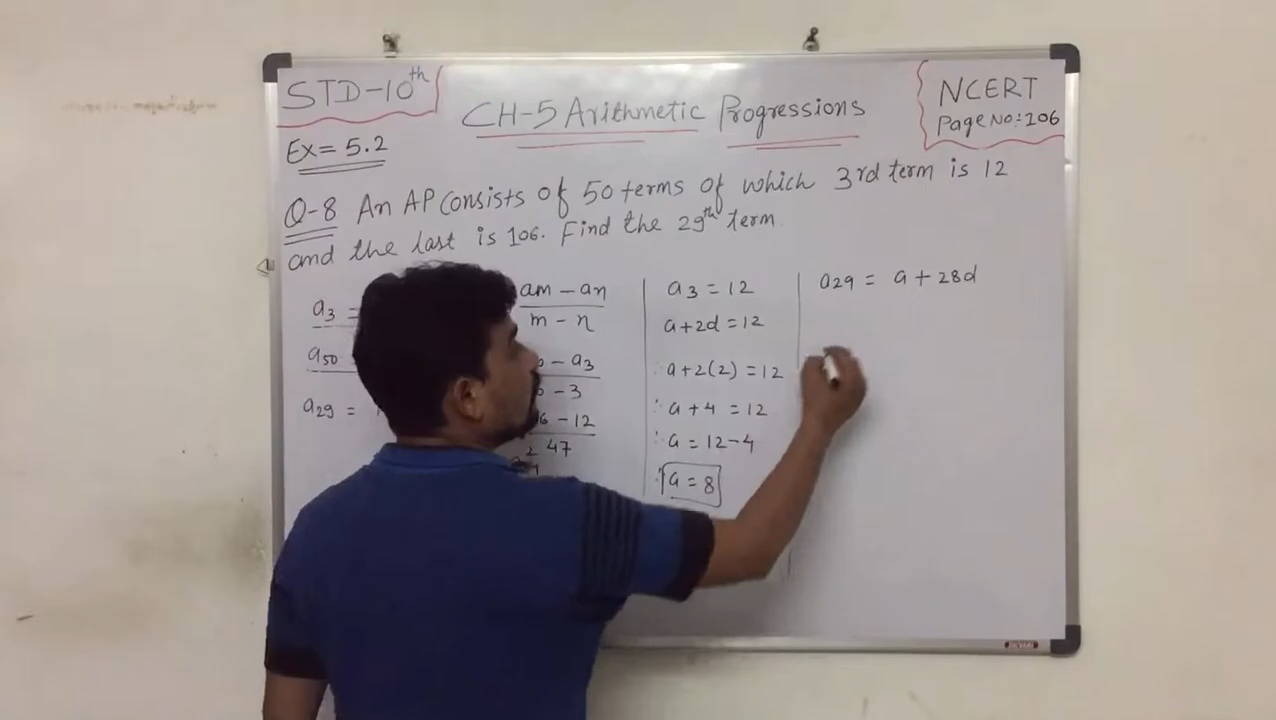 STD-10th
CH-5 Arithmetic Progressions
NCERT
Page No:-106
Ex= 5.2
Q-8 An AP consists of 50 terms of which 3rd term is 12
and the last is 106. Find the 29th term
a3 =
a50
a29 =
am - an
m - n
- a3
- 3
6 - 12
47
2
a3 = 12
a+2d = 12
∴ a+2(2) = 12
∴ a+4 = 12
∴ a = 12-4
∴ a = 8
a29 = a + 28d